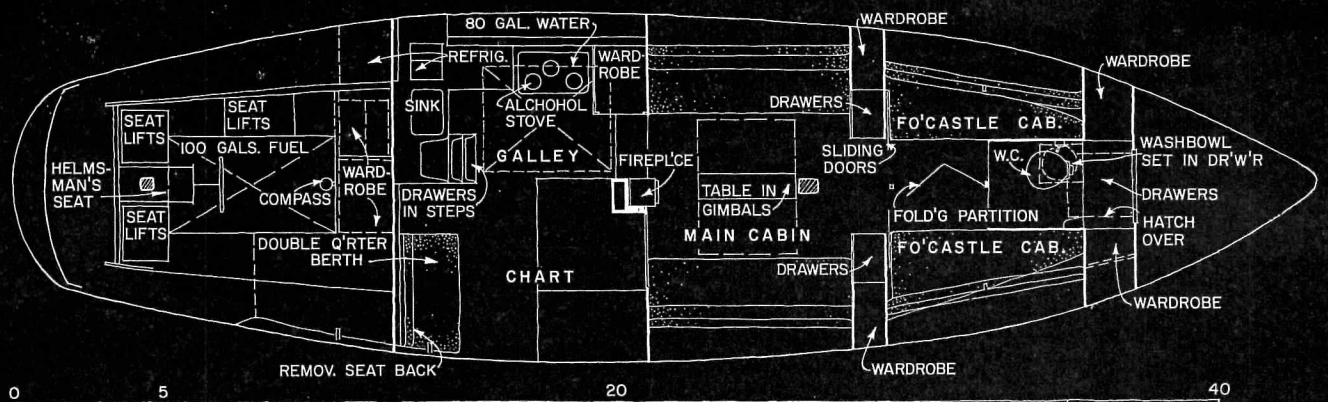 80 GAL. WATER
WARDROBE
REFRIG.
WARD-
ROBE
WARDROBE
SEAT
LIFTS
SEAT
LIFTS
SINK
ALCHOHOL
STOVE
DRAWERS
FO'CASTLE CAB.
100 GALS. FUEL
GALLEY
SLIDING
DOORS
WASHBOWL
SET IN DR'W'R
W.C.
HELMS-
MAN'S
SEAT
COMPASS
WARD-
ROBE
DRAWERS
IN STEPS
FIREPL'CE
TABLE IN
GIMBALS
DRAWERS
FOLD'G PARTITION
SEAT
LIFTS
HATCH
OVER
MAIN CABIN
DOUBLE Q'RTER
BERTH
FO'CASTLE CAB.
CHART
DRAWERS
WARDROBE
REMOV. SEAT BACK
WARDROBE
0 5 20 40